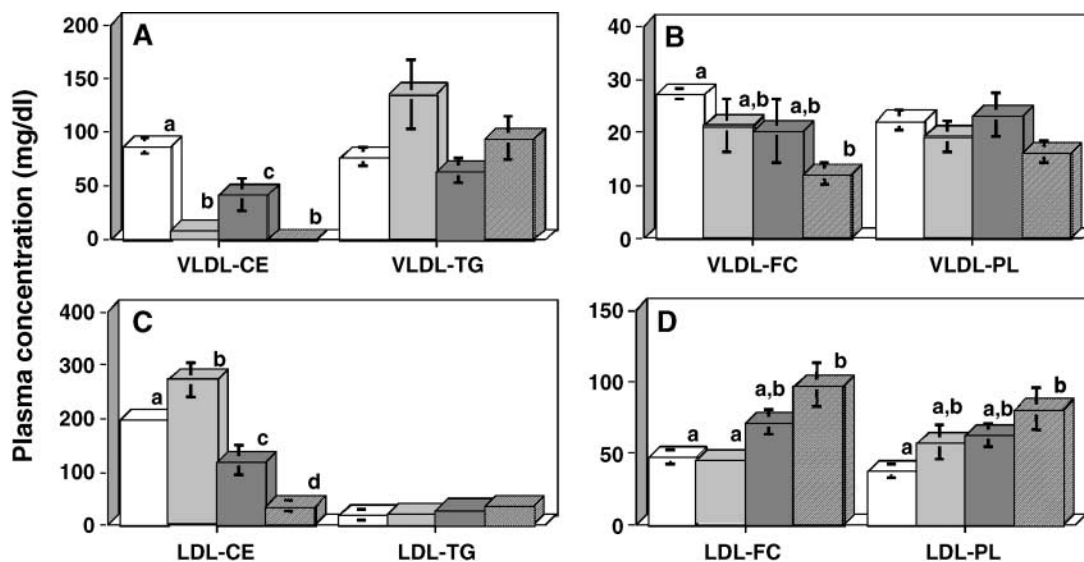 Plasma concentration (mg/dl)
A
200
150
100
50
0
a
b
c
b
VLDL-CE
VLDL-TG
B
40
30
20
10
0
a
a,b
a,b
b
VLDL-FC
VLDL-PL
C
400
300
200
100
0
a
b
c
d
LDL-CE
LDL-TG
D
150
100
50
0
a
a
a,b
b
a
a,b
a,b
b
LDL-FC
LDL-PL